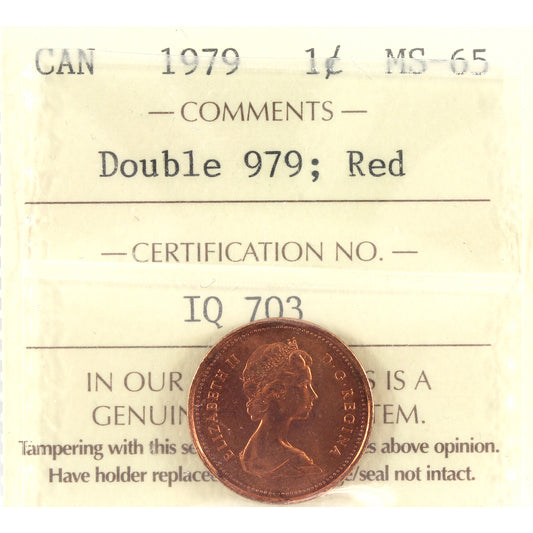 CAN 1979 1¢ MS-65
— COMMENTS —
Double 979; Red
— CERTIFICATION NO. —
IQ 703
IN OUR S IS A
GENUIN TEM.
Tampering with this se es above opinion.
Have holder replace e/seal not intact.
ELIZABETH II D·G·REGINA